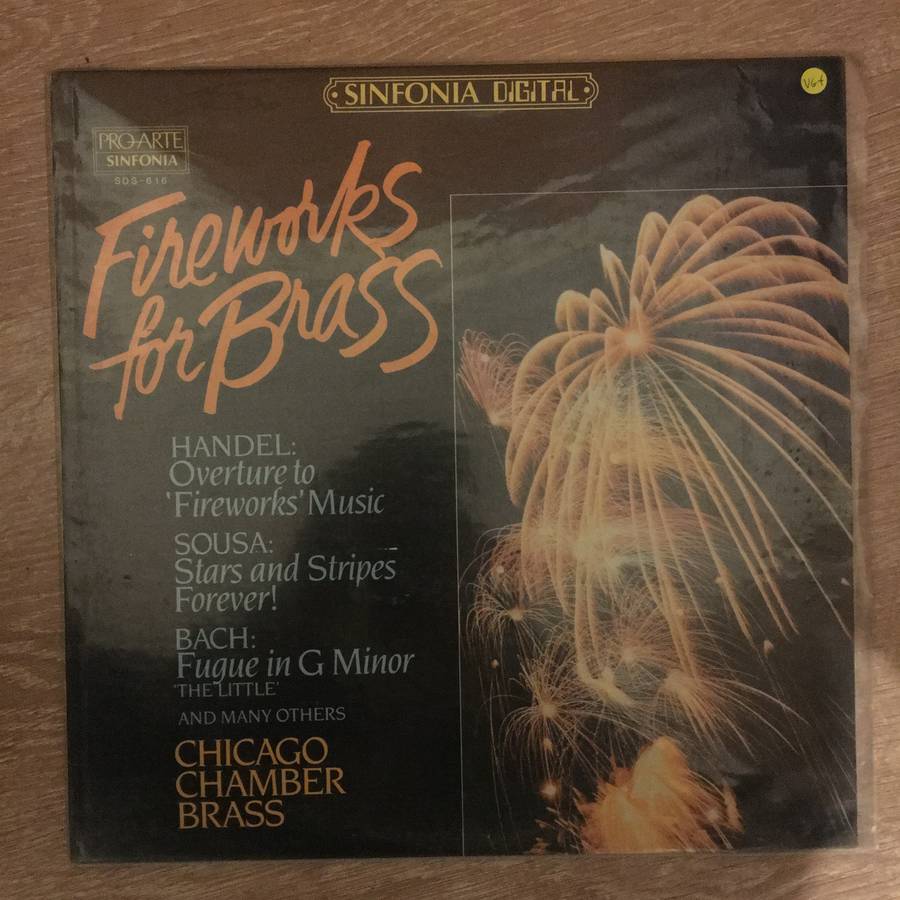 SINFONIA DIGITAL
VG+
PRO-ARTE
SINFONIA
SDS-616
Fireworks
for Brass
HANDEL:
Overture to
'Fireworks' Music
SOUSA:
Stars and Stripes
Forever!
BACH:
Fugue in G Minor
'THE LITTLE'
AND MANY OTHERS
CHICAGO
CHAMBER
BRASS